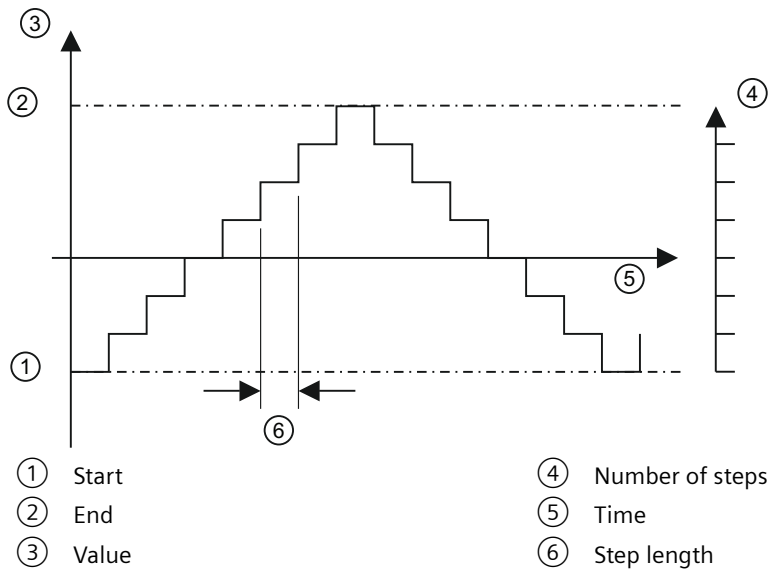 ③
②
④
⑤
①
⑥
① Start
② End
③ Value
④ Number of steps
⑤ Time
⑥ Step length